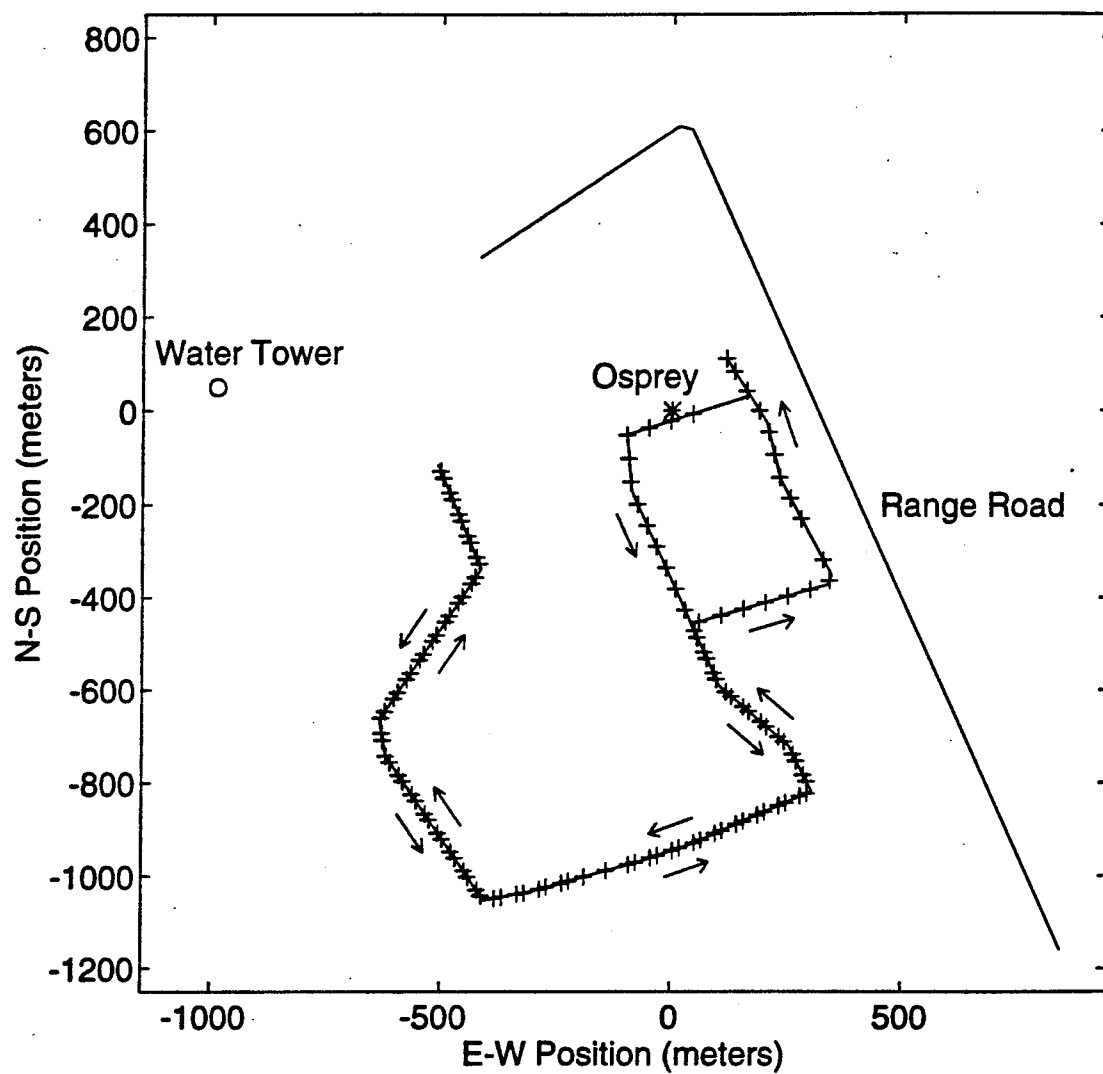 800
600
400
200
0
-200
-400
-600
-800
-1000
-1200
N-S Position (meters)
Water Tower
Osprey
Range Road
-1000 -500 0 500
E-W Position (meters)